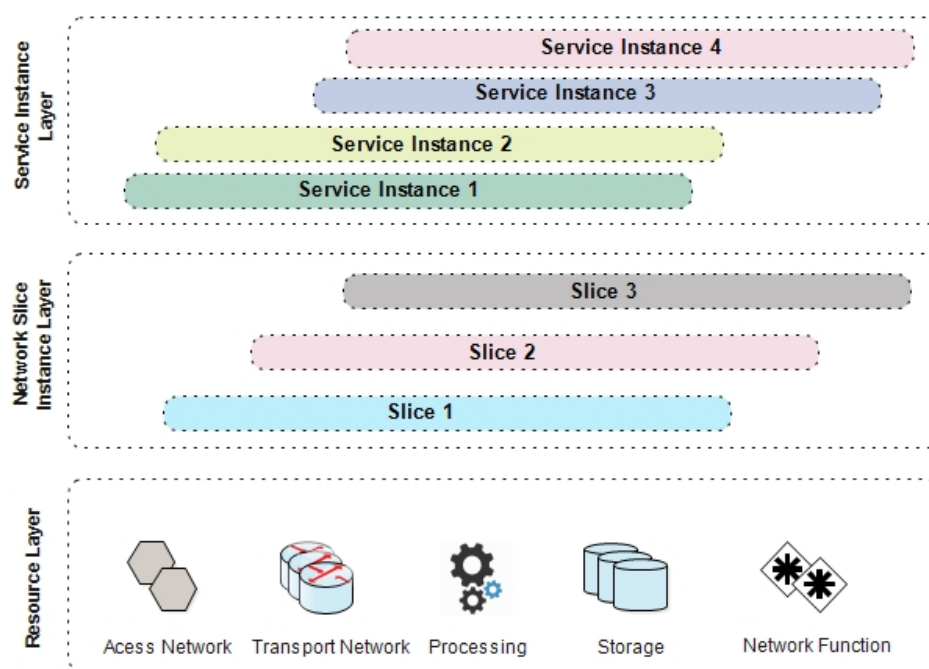 Service Instance
Layer
Service Instance 4
Service Instance 3
Service Instance 2
Service Instance 1
Network Slice
Instance Layer
Slice 3
Slice 2
Slice 1
Resource Layer
Acess Network
Transport Network
Processing
Storage
Network Function